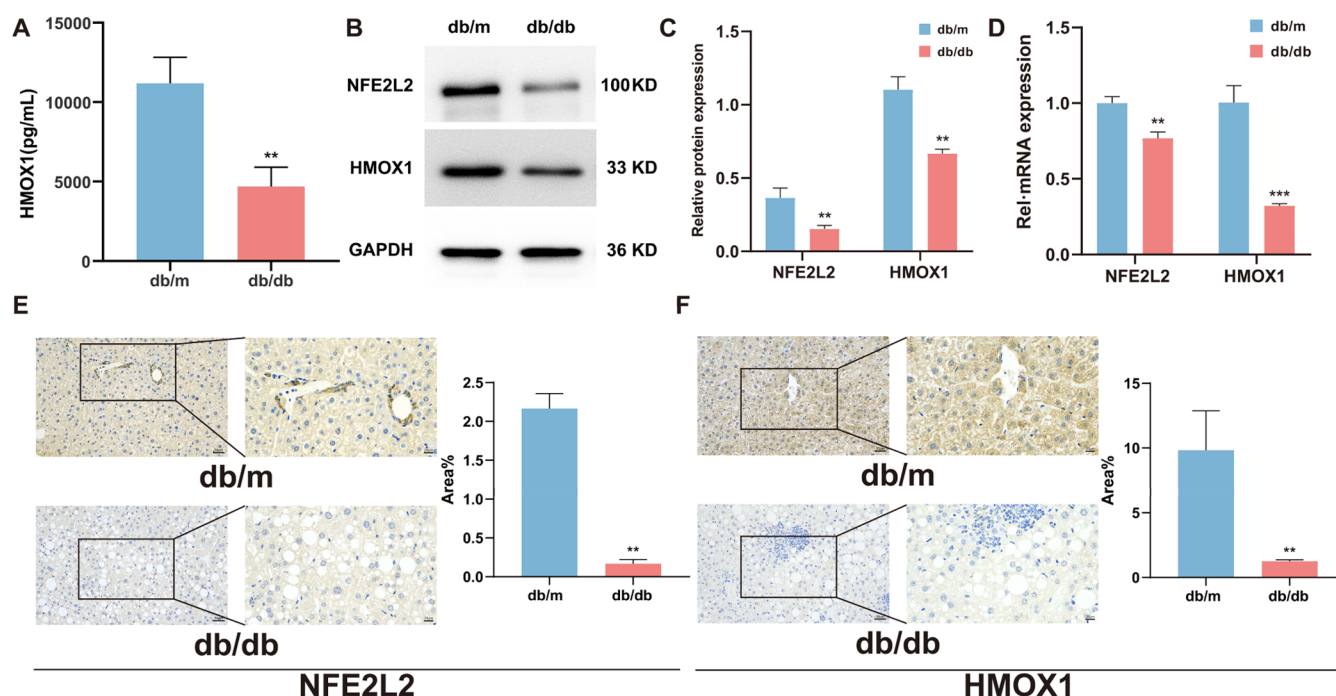 A
HMOX1(pg/mL)
15000
10000
5000
0
**
db/m
db/db
B
db/m
db/db
NFE2L2
100 KD
HMOX1
33 KD
GAPDH
36 KD
C
Relative protein expression
1.5
1.0
0.5
0.0
db/m
db/db
**
**
NFE2L2
HMOX1
D
Rel·mRNA expression
1.5
1.0
0.5
0.0
db/m
db/db
**
***
NFE2L2
HMOX1
E
db/m
db/db
Area%
2.5
2.0
1.5
1.0
0.5
0.0
**
db/m
db/db
NFE2L2
F
db/m
db/db
Area%
15
10
5
0
**
db/m
db/db
HMOX1